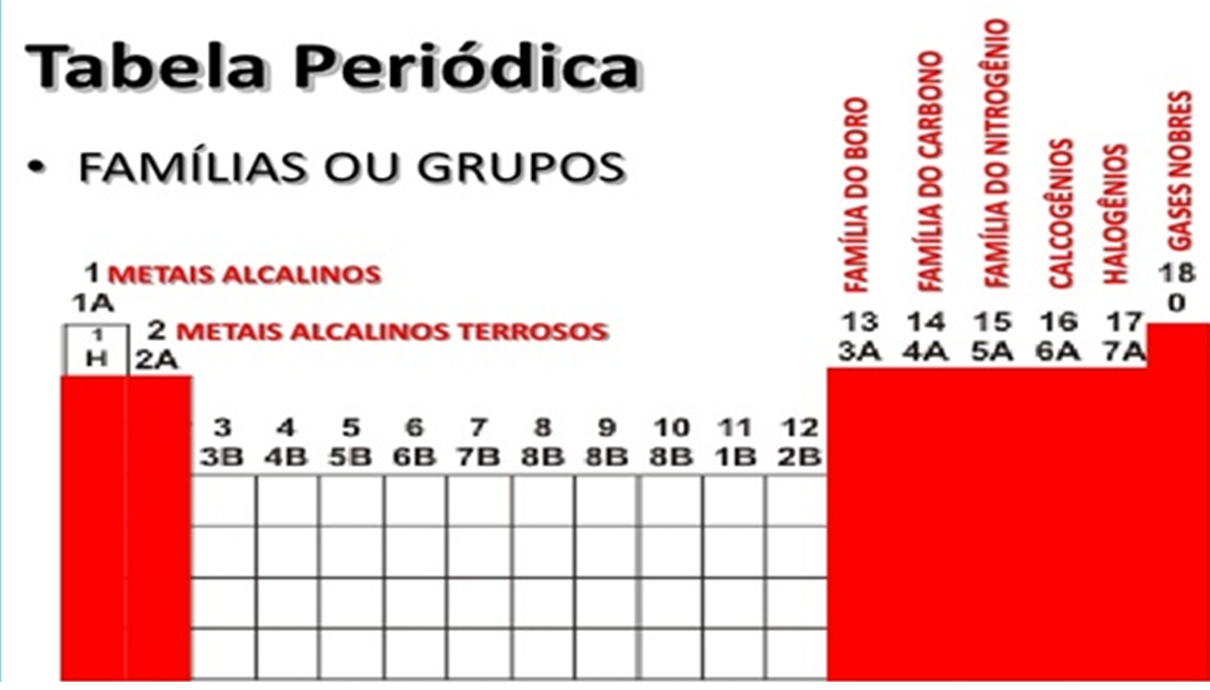 Tabela Periódica
• FAMÍLIAS OU GRUPOS
FAMÍLIA DO BORO
FAMÍLIA DO CARBONO
FAMÍLIA DO NITROGÊNIO
CALCOGÊNIOS
HALOGÊNIOS
GASES NOBRES
1 METAIS ALCALINOS
1A
18
0
2 METAIS ALCALINOS TERROSOS
2A
1
H
13 14 15 16 17
3A 4A 5A 6A 7A
3 4 5 6 7 8 9 10 11 12
3B 4B 5B 6B 7B 8B 8B 8B 1B 2B